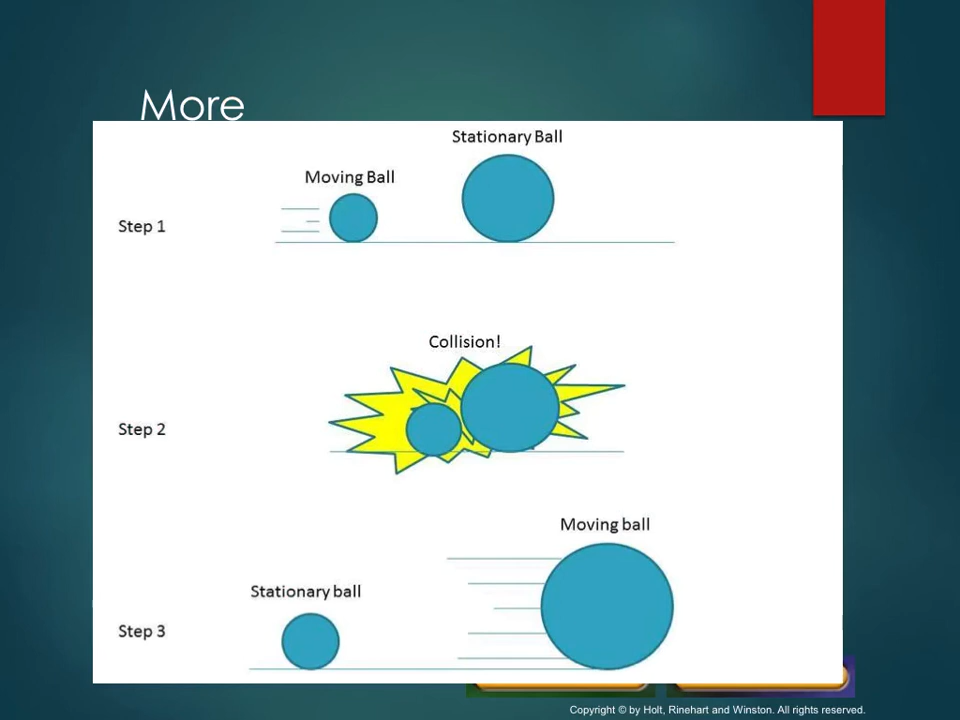 More
Stationary Ball
Moving Ball
Step 1
Collision!
Step 2
Moving ball
Stationary ball
Step 3
Copyright © by Holt, Rinehart and Winston. All rights reserved.